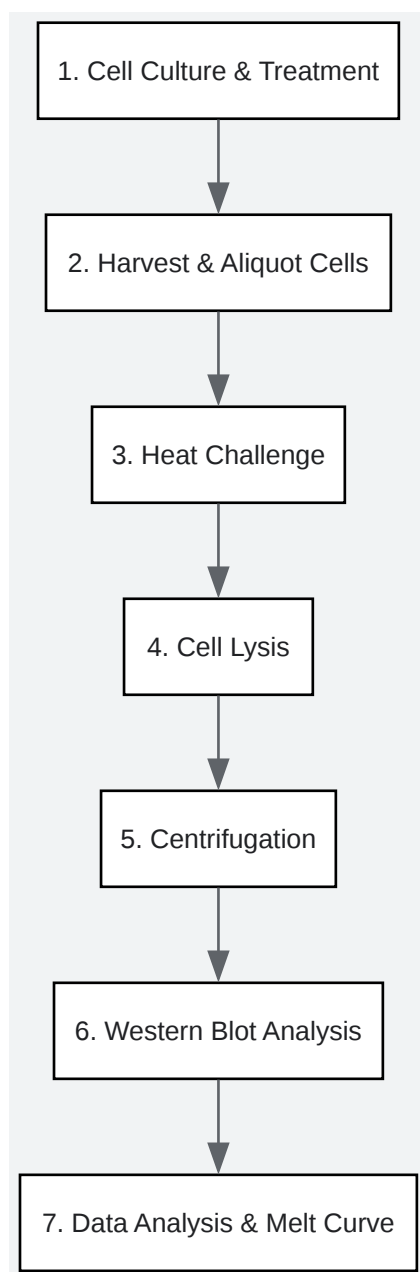 1. Cell Culture & Treatment
2. Harvest & Aliquot Cells
3. Heat Challenge
4. Cell Lysis
5. Centrifugation
6. Western Blot Analysis
7. Data Analysis & Melt Curve